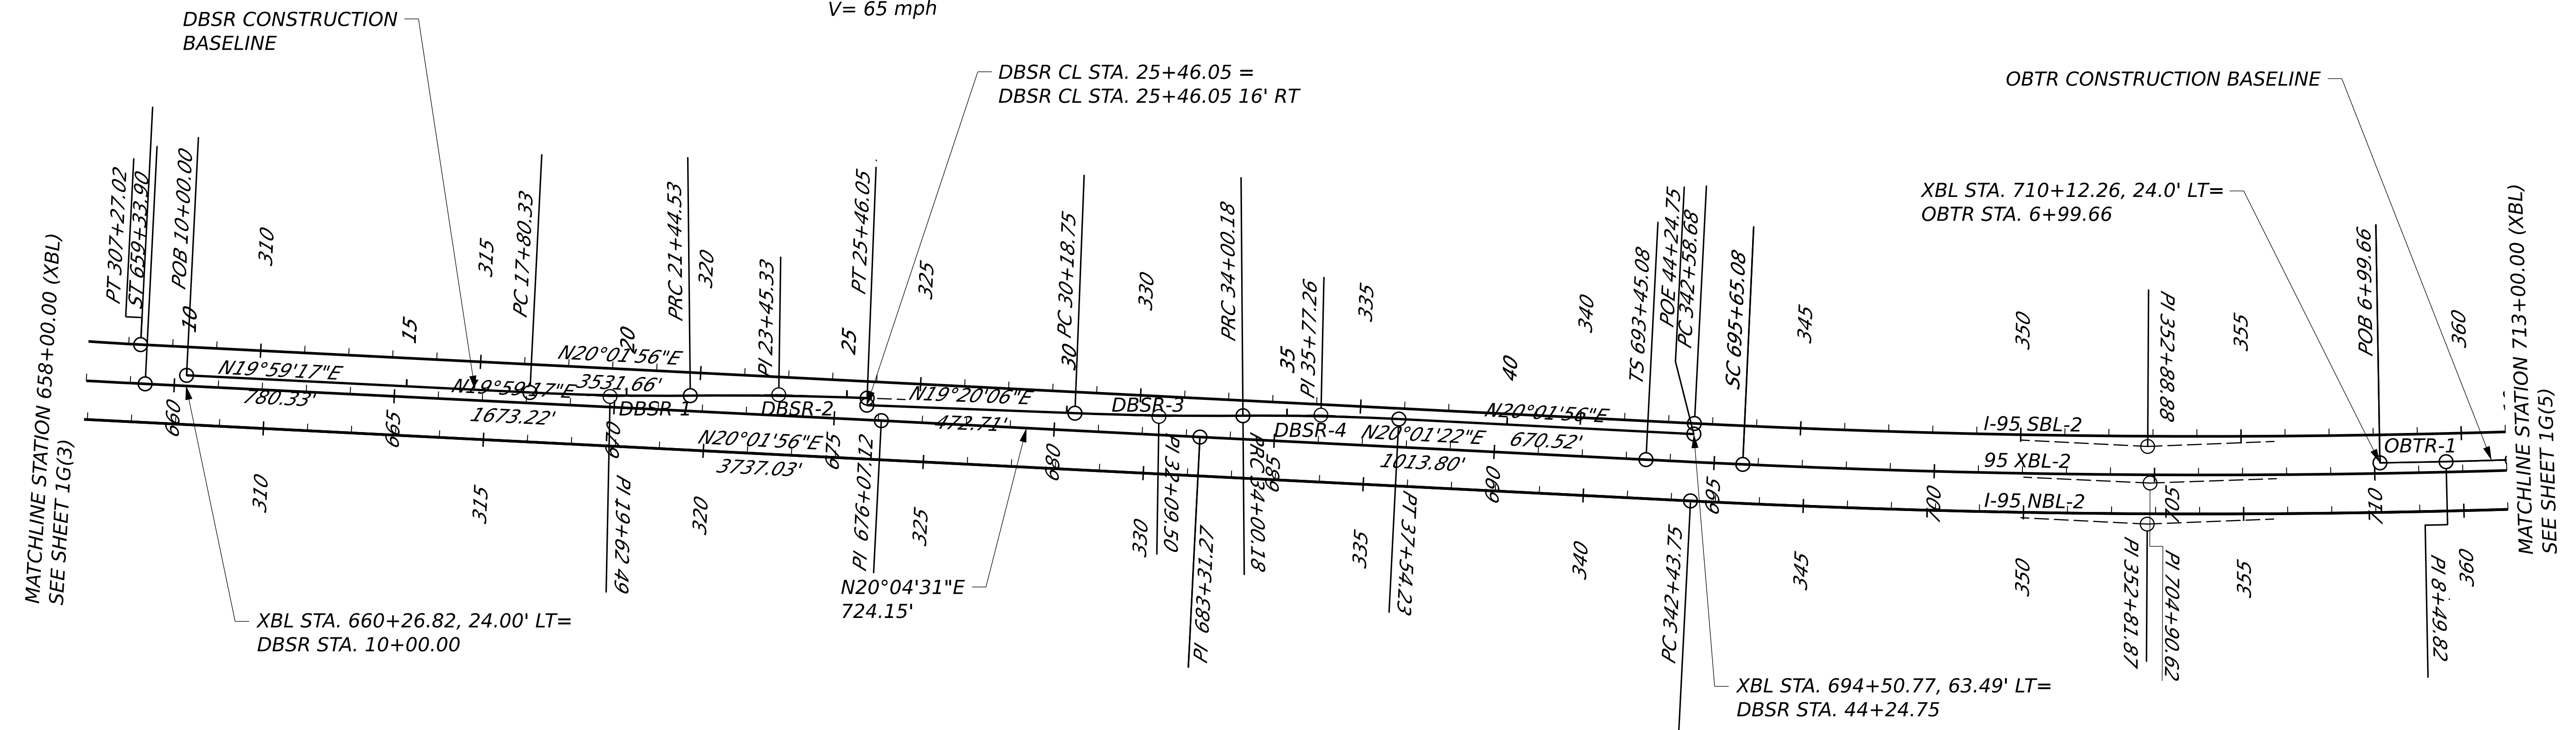 DBSR CONSTRUCTION
BASELINE
V= 65 mph
DBSR CL STA. 25+46.05 =
DBSR CL STA. 25+46.05 16' RT
OBTR CONSTRUCTION BASELINE
XBL STA. 710+12.26, 24.0' LT=
OBTR STA. 6+99.66
MATCHLINE STATION 658+00.00 (XBL)
SEE SHEET 1G(3)
PT 307+27.02
ST 659+33.90
POB 10+00.00
310
315
PC 17+80.33
PRC 21+44.53
320
PI 23+45.33
PT 25+46.05
325
PC 30+18.75
330
PRC 34+00.18
PI 35+77.26
335
340
TS 693+45.08
POE 44+24.75
PC 342+58.68
SC 695+65.08
345
350
PI 352+88.88
355
POB 6+99.66
360
10
15
20
25
30
35
40
N20°01'56"E
3531.66'
N19°59'17"E
780.33'
N19°59'17"E
1673.22'
DBSR-1
DBSR-2
N19°20'06"E
472.71'
DBSR-3
DBSR-4
N20°01'56"E
670.52'
N20°01'22"E
1013.80'
N20°01'56"E
3737.03'
I-95 SBL-2
95 XBL-2
I-95 NBL-2
OBTR-1
660
665
670
675
680
685
690
695
700
705
710
310
315
PI 19+62.49
320
PI 676+07.12
325
330
PI 32+09.50
PI 683+31.27
PRC 34+00.18
335
PT 37+54.23
340
PC 342+43.75
345
350
PI 352+81.87
PI 704+90.62
355
PI 8+49.82
360
N20°04'31"E
724.15'
XBL STA. 660+26.82, 24.00' LT=
DBSR STA. 10+00.00
XBL STA. 694+50.77, 63.49' LT=
DBSR STA. 44+24.75
MATCHLINE STATION 713+00.00 (XBL)
SEE SHEET 1G(5)